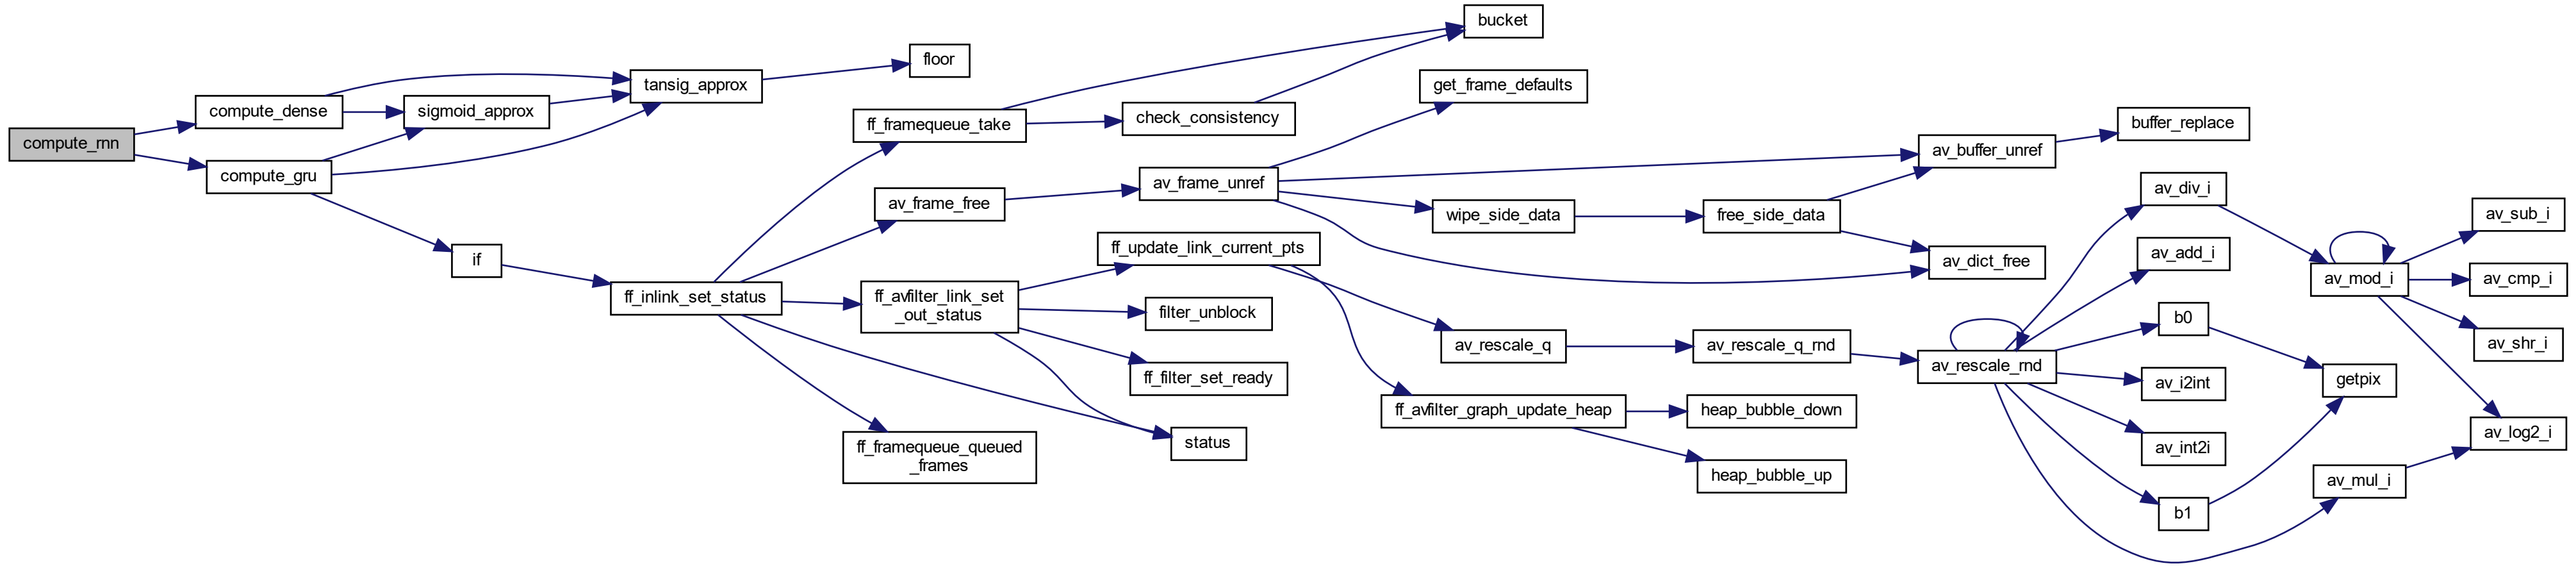 compute_rnn
compute_dense
compute_gru
sigmoid_approx
if
tansig_approx
floor
ff_inlink_set_status
ff_framequeue_take
av_frame_free
ff_avfilter_link_set
_out_status
ff_framequeue_queued
_frames
bucket
check_consistency
av_frame_unref
ff_update_link_current_pts
filter_unblock
ff_filter_set_ready
status
get_frame_defaults
wipe_side_data
av_rescale_q
ff_avfilter_graph_update_heap
free_side_data
av_rescale_q_rnd
heap_bubble_down
heap_bubble_up
av_buffer_unref
av_dict_free
av_rescale_rnd
buffer_replace
av_div_i
av_add_i
b0
av_i2int
av_int2i
b1
av_mod_i
getpix
av_mul_i
av_sub_i
av_cmp_i
av_shr_i
av_log2_i